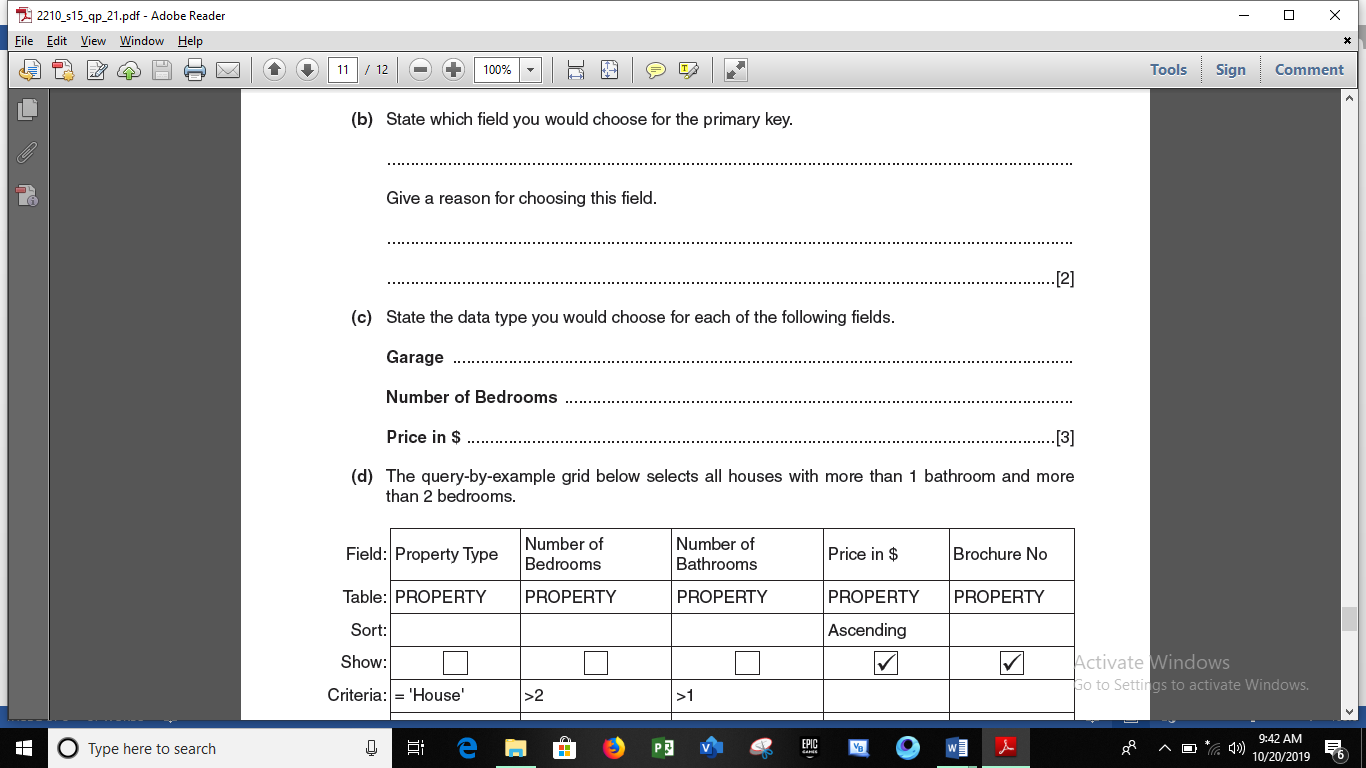 2210_s15_qp_21.pdf - Adobe Reader
File Edit View Window Help
11 / 12 100% Tools Sign Comment
(b) State which field you would choose for the primary key.
Give a reason for choosing this field.
[2]
(c) State the data type you would choose for each of the following fields.
Garage
Number of Bedrooms
Price in $ [3]
(d) The query-by-example grid below selects all houses with more than 1 bathroom and more
than 2 bedrooms.
Field: Property Type Number of Bedrooms Number of Bathrooms Price in $ Brochure No
Table: PROPERTY PROPERTY PROPERTY PROPERTY PROPERTY
Sort: Ascending
Show:
Criteria: = 'House' >2 >1
Activate Windows
Go to Settings to activate Windows.
Type here to search
9:42 AM
10/20/2019
6